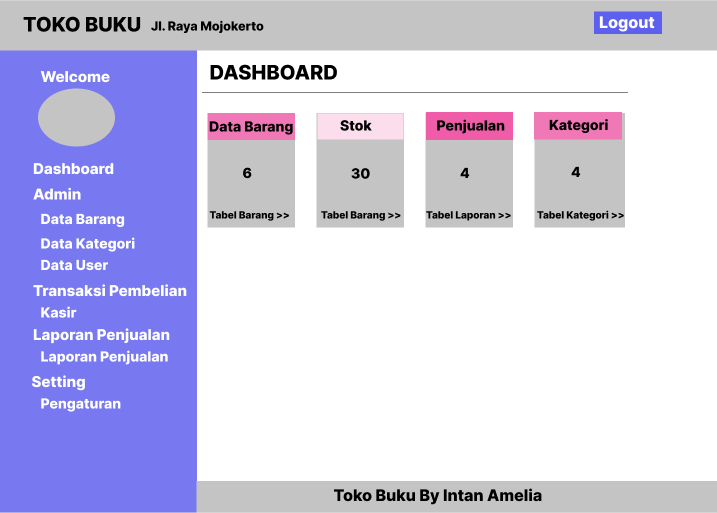 TOKO BUKU Jl. Raya Mojokerto
Logout
Welcome
Dashboard
Admin
Data Barang
Data Kategori
Data User
Transaksi Pembelian
Kasir
Laporan Penjualan
Laporan Penjualan
Setting
Pengaturan
DASHBOARD
Data Barang
6
Tabel Barang >>
Stok
30
Tabel Barang >>
Penjualan
4
Tabel Laporan >>
Kategori
4
Tabel Kategori >>
Toko Buku By Intan Amelia